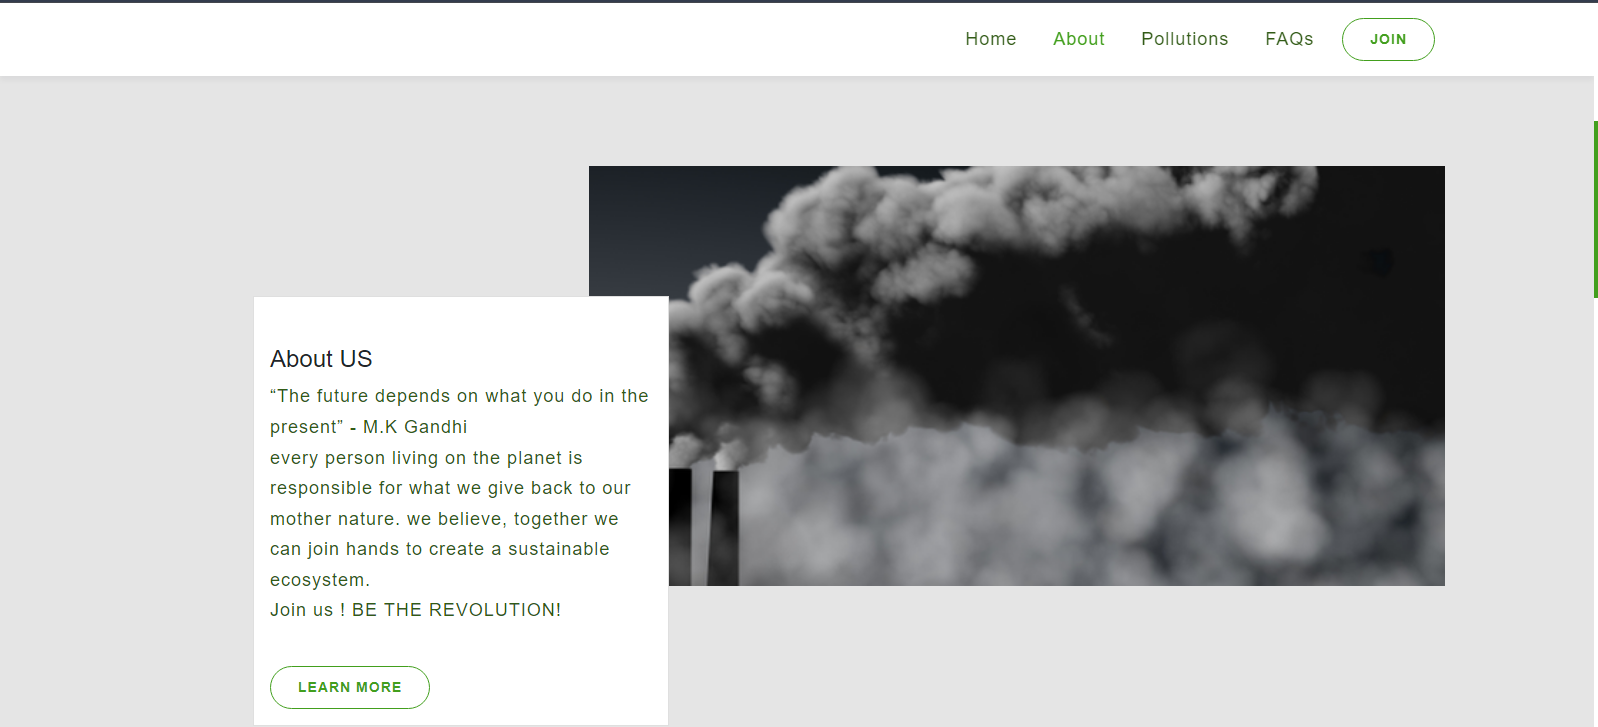 Home About Pollutions FAQs JOIN
About US
“The future depends on what you do in the
present” - M.K Gandhi
every person living on the planet is
responsible for what we give back to our
mother nature. we believe, together we
can join hands to create a sustainable
ecosystem.
Join us ! BE THE REVOLUTION!
LEARN MORE